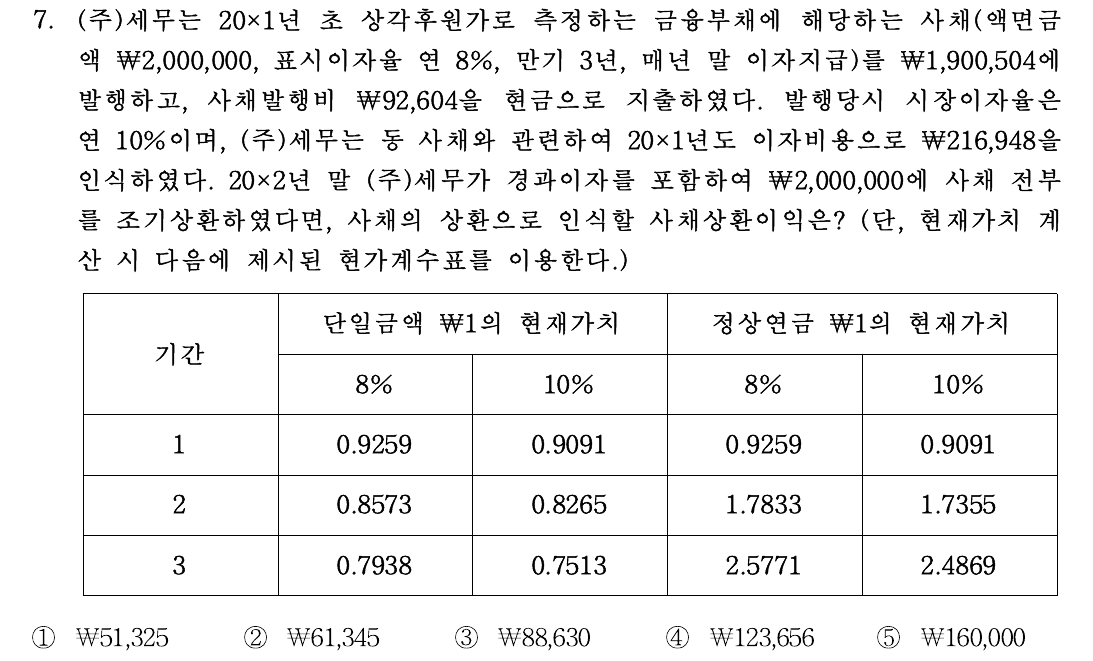 7. (주)세무는 20×1년 초 상각후원가로 측정하는 금융부채에 해당하는 사채(액면금
액 ₩2,000,000, 표시이자율 연 8%, 만기 3년, 매년 말 이자지급)를 ₩1,900,504에
발행하고, 사채발행비 ₩92,604을 현금으로 지출하였다. 발행당시 시장이자율은
연 10%이며, (주)세무는 동 사채와 관련하여 20×1년도 이자비용으로 ₩216,948을
인식하였다. 20×2년 말 (주)세무가 경과이자를 포함하여 ₩2,000,000에 사채 전부
를 조기상환하였다면, 사채의 상환으로 인식할 사채상환이익은? (단, 현재가치 계
산 시 다음에 제시된 현가계수표를 이용한다.)
기간 단일금액 ₩1의 현재가치 정상연금 ₩1의 현재가치
8% 10% 8% 10%
1 0.9259 0.9091 0.9259 0.9091
2 0.8573 0.8265 1.7833 1.7355
3 0.7938 0.7513 2.5771 2.4869
① ₩51,325 ② ₩61,345 ③ ₩88,630 ④ ₩123,656 ⑤ ₩160,000